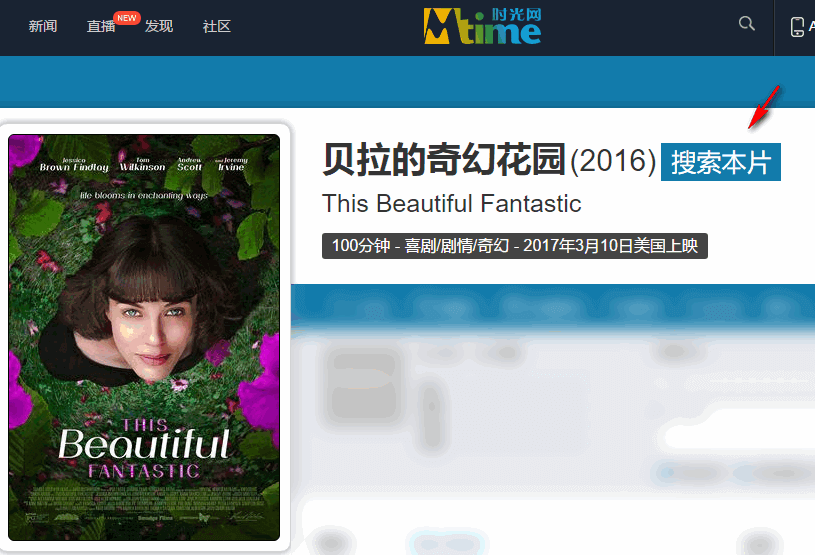 新闻
直播
NEW
发现
社区
Mtime 时光网
A
贝拉的奇幻花园(2016) 搜索本片
This Beautiful Fantastic
100分钟 - 喜剧/剧情/奇幻 - 2017年3月10日美国上映
Jessica Brown Findlay
Tom Wilkinson
Andrew Scott
and Jeremy Irvine
life blooms in enchanting ways
THIS
Beautiful
FANTASTIC